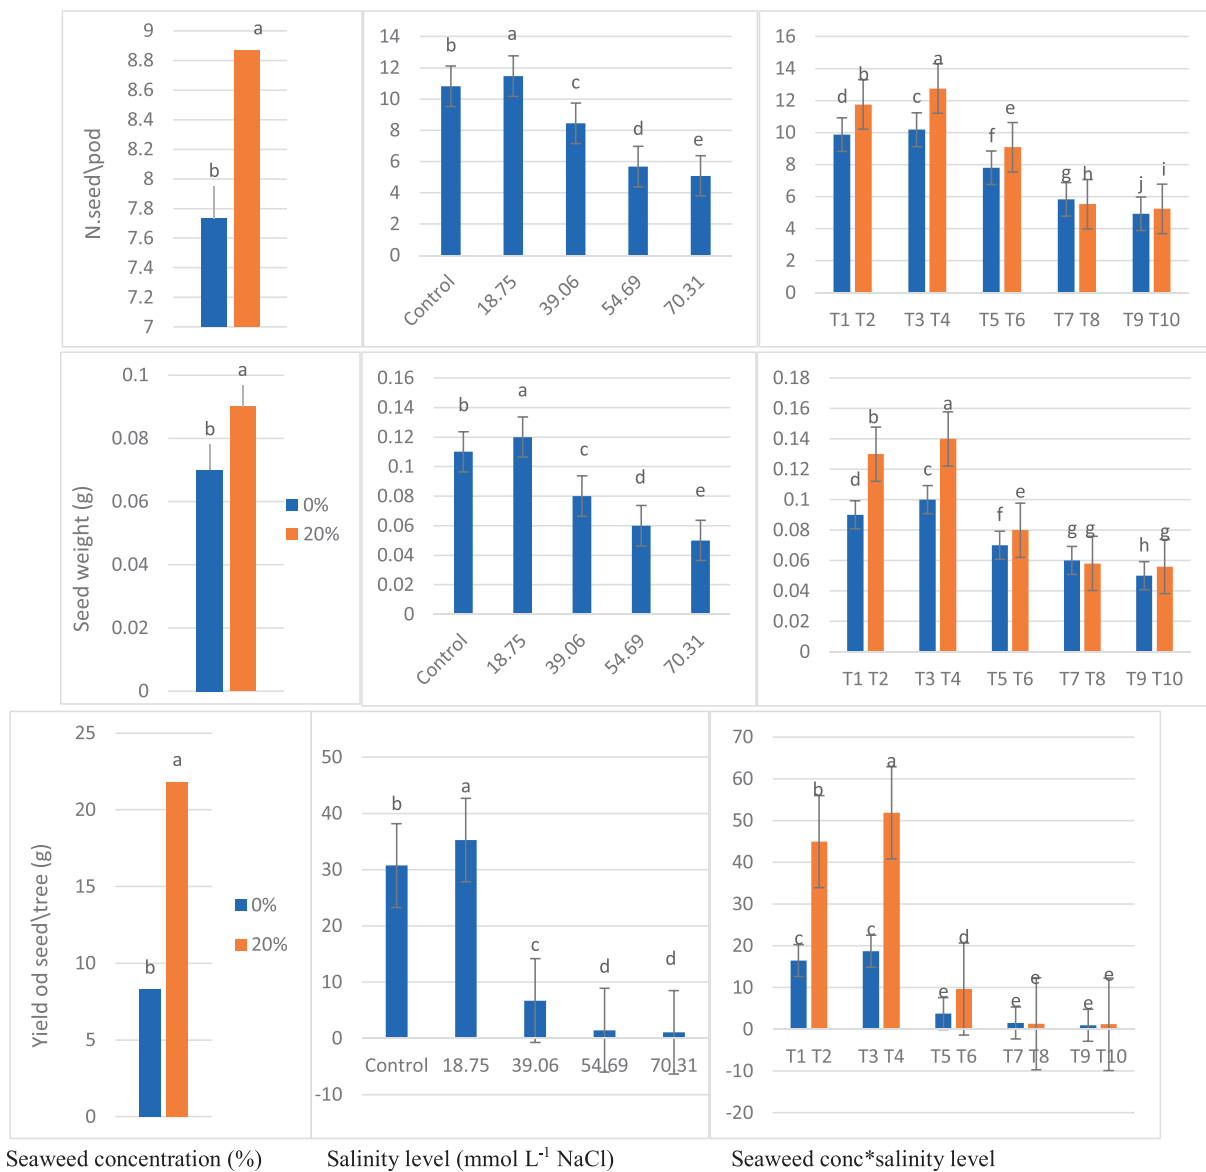 N.seed\pod
9
8.8
8.6
8.4
8.2
8
7.8
7.6
7.4
7.2
7
b
a
14
12
10
8
6
4
2
0
b
a
c
d
e
Control
18.75
39.06
54.69
70.31
16
14
12
10
8
6
4
2
0
d
b
c
a
f
e
g
h
j
i
T1 T2
T3 T4
T5 T6
T7 T8
T9 T10
Seed weight (g)
0.1
0.08
0.06
0.04
0.02
0
b
a
0%
20%
0.16
0.14
0.12
0.1
0.08
0.06
0.04
0.02
0
b
a
c
d
e
Control
18.75
39.06
54.69
70.31
0.18
0.16
0.14
0.12
0.1
0.08
0.06
0.04
0.02
0
d
b
c
a
f
e
g
g
h
g
T1 T2
T3 T4
T5 T6
T7 T8
T9 T10
Yield od seed\tree (g)
25
20
15
10
5
0
b
a
0%
20%
50
40
30
20
10
0
-10
b
a
c
d
d
Control
18.75
39.06
54.69
70.31
70
60
50
40
30
20
10
0
-10
-20
c
b
c
a
e
d
e
e
e
e
T1 T2
T3 T4
T5 T6
T7 T8
T9 T10
Seaweed concentration (%)
Salinity level (mmol L⁻¹ NaCl)
Seaweed conc*salinity level